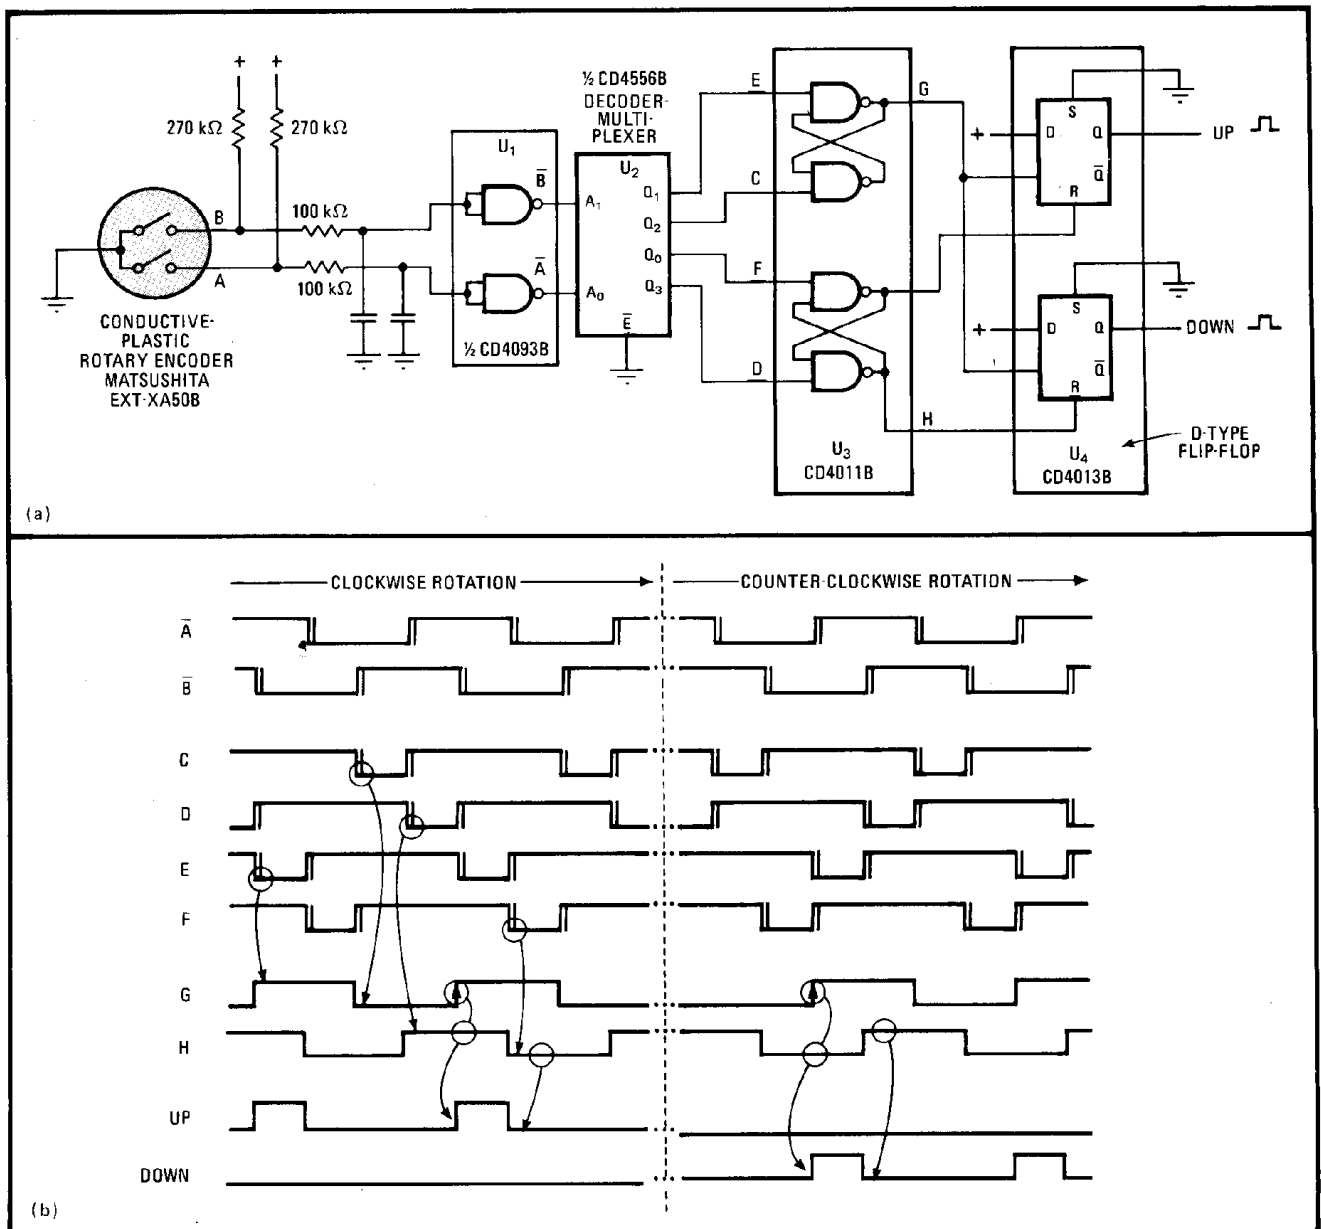 + +
270 kΩ 270 kΩ
B
A
100 kΩ
100 kΩ
CONDUCTIVE-
PLASTIC
ROTARY ENCODER
MATSUSHITA
EXT-XA50B
U1
B̅
A̅
½ CD4093B
½ CD4556B
DECODER-
MULTI-
PLEXER
U2
A1
A0
Q1
Q2
Q0
Q3
E̅
E
C
F
D
G
H
U3
CD4011B
S
+ D Q
Q̅
R
UP
S
+ D Q
Q̅
R
DOWN
U4
CD4013B
D-TYPE
FLIP-FLOP
(a)
CLOCKWISE ROTATION COUNTER-CLOCKWISE ROTATION
A̅
B̅
C
D
E
F
G
H
UP
DOWN
(b)